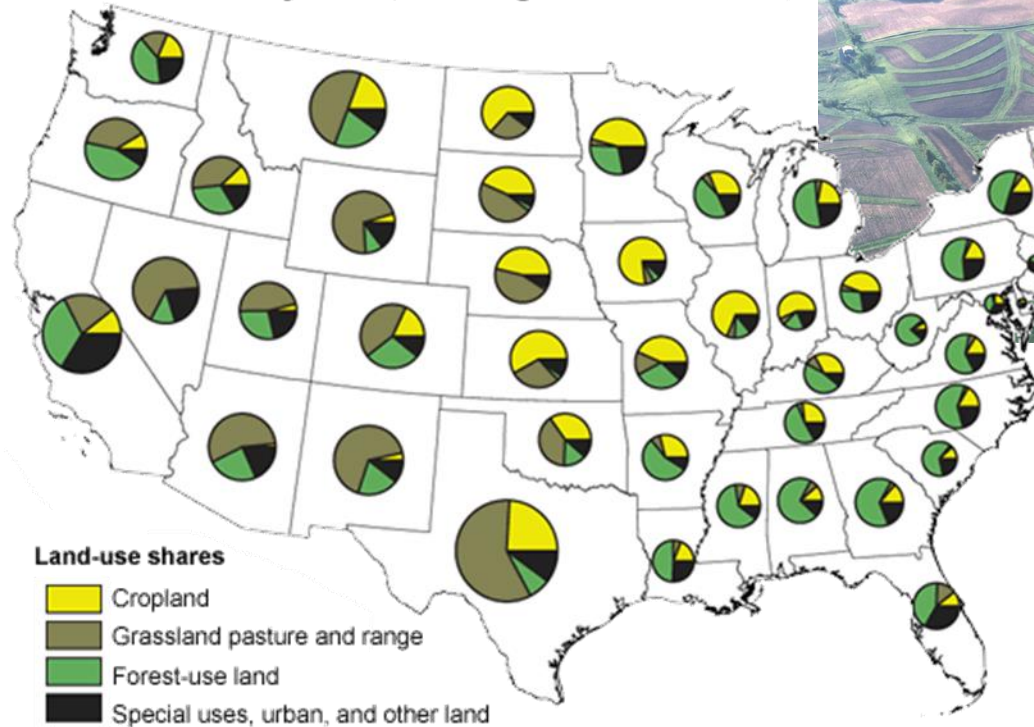 Land-use shares
Cropland
Grassland pasture and range
Forest-use land
Special uses, urban, and other land